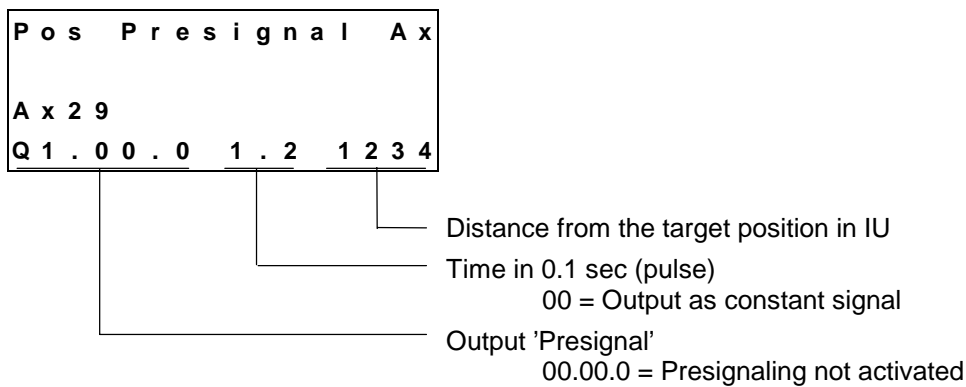 Pos Presignal Ax
Ax29
Q1.00.0 1.2 1234
Distance from the target position in IU
Time in 0.1 sec (pulse)
00 = Output as constant signal
Output ’Presignal’
00.00.0 = Presignaling not activated